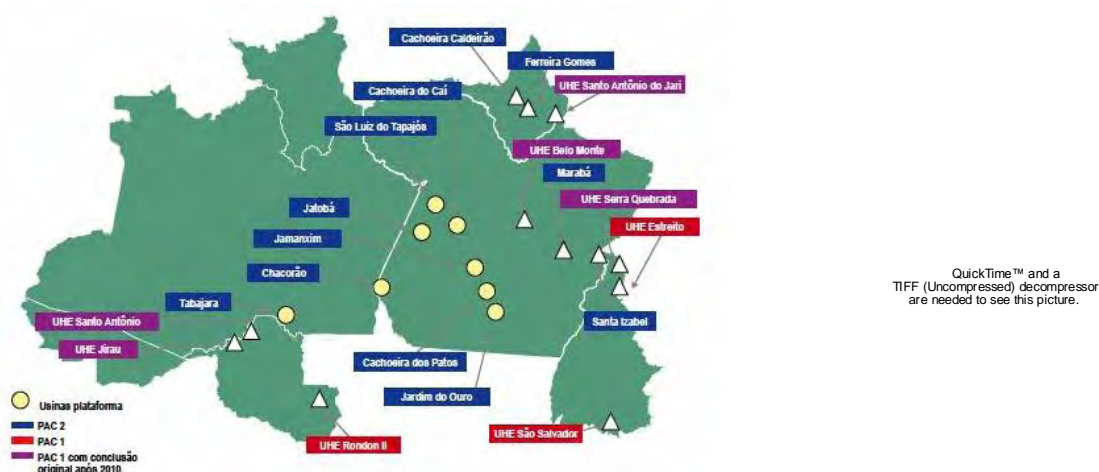 Cachoeira Caldeirão
Ferreira Gomes
UHE Santo Antônio do Jari
Cachoeira do Caí
São Luiz do Tapajós
UHE Belo Monte
Marabá
UHE Serra Quebrada
UHE Estreito
Jatobá
Jamanxim
Chacorão
Tabajara
UHE Santo Antônio
UHE Jirau
Santa Izabel
Cachoeira dos Patos
Jardim do Ouro
UHE Rondon II
UHE São Salvador
Usinas plataforma
PAC 2
PAC 1
PAC 1 com conclusão
original após 2010
QuickTime™ and a
TIFF (Uncompressed) decompressor
are needed to see this picture.